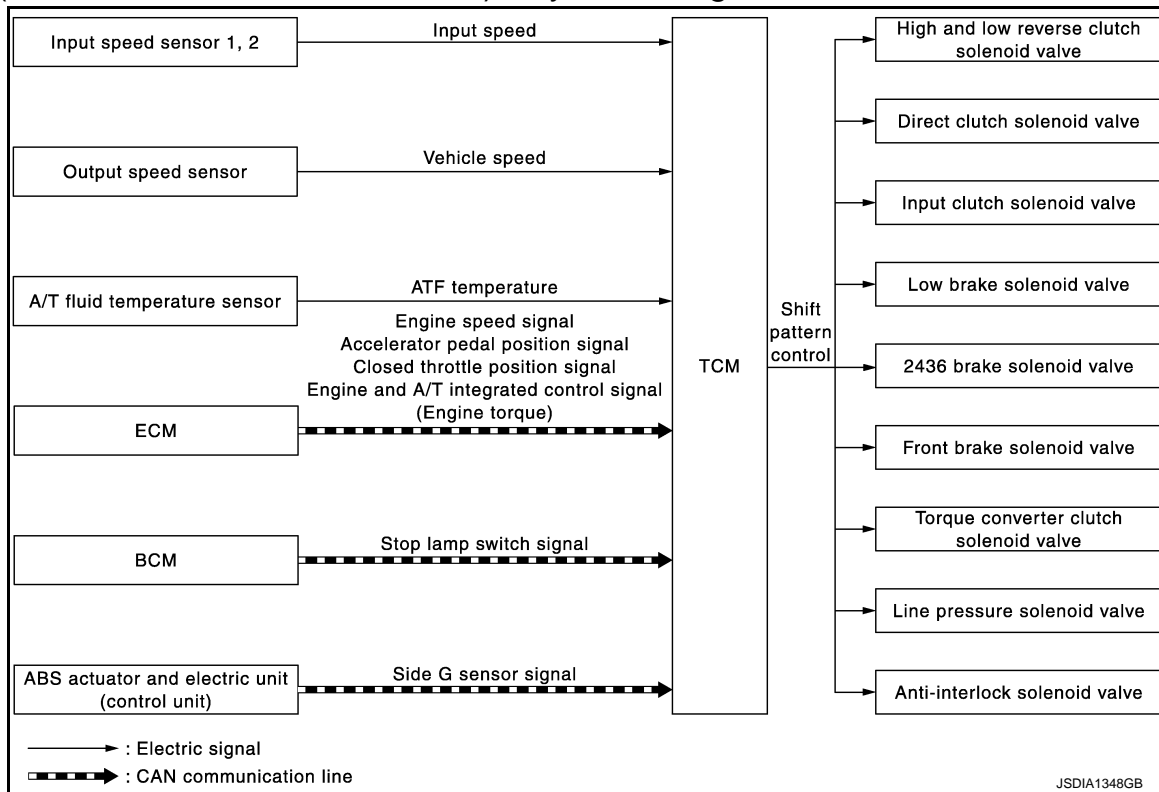 Input speed sensor 1, 2
Input speed
Output speed sensor
Vehicle speed
A/T fluid temperature sensor
ATF temperature
Engine speed signal
Accelerator pedal position signal
Closed throttle position signal
Engine and A/T integrated control signal
(Engine torque)
ECM
BCM
Stop lamp switch signal
ABS actuator and electric unit
(control unit)
Side G sensor signal
TCM
Shift
pattern
control
High and low reverse clutch
solenoid valve
Direct clutch solenoid valve
Input clutch solenoid valve
Low brake solenoid valve
2436 brake solenoid valve
Front brake solenoid valve
Torque converter clutch
solenoid valve
Line pressure solenoid valve
Anti-interlock solenoid valve
: Electric signal
: CAN communication line
JSDIA1348GB